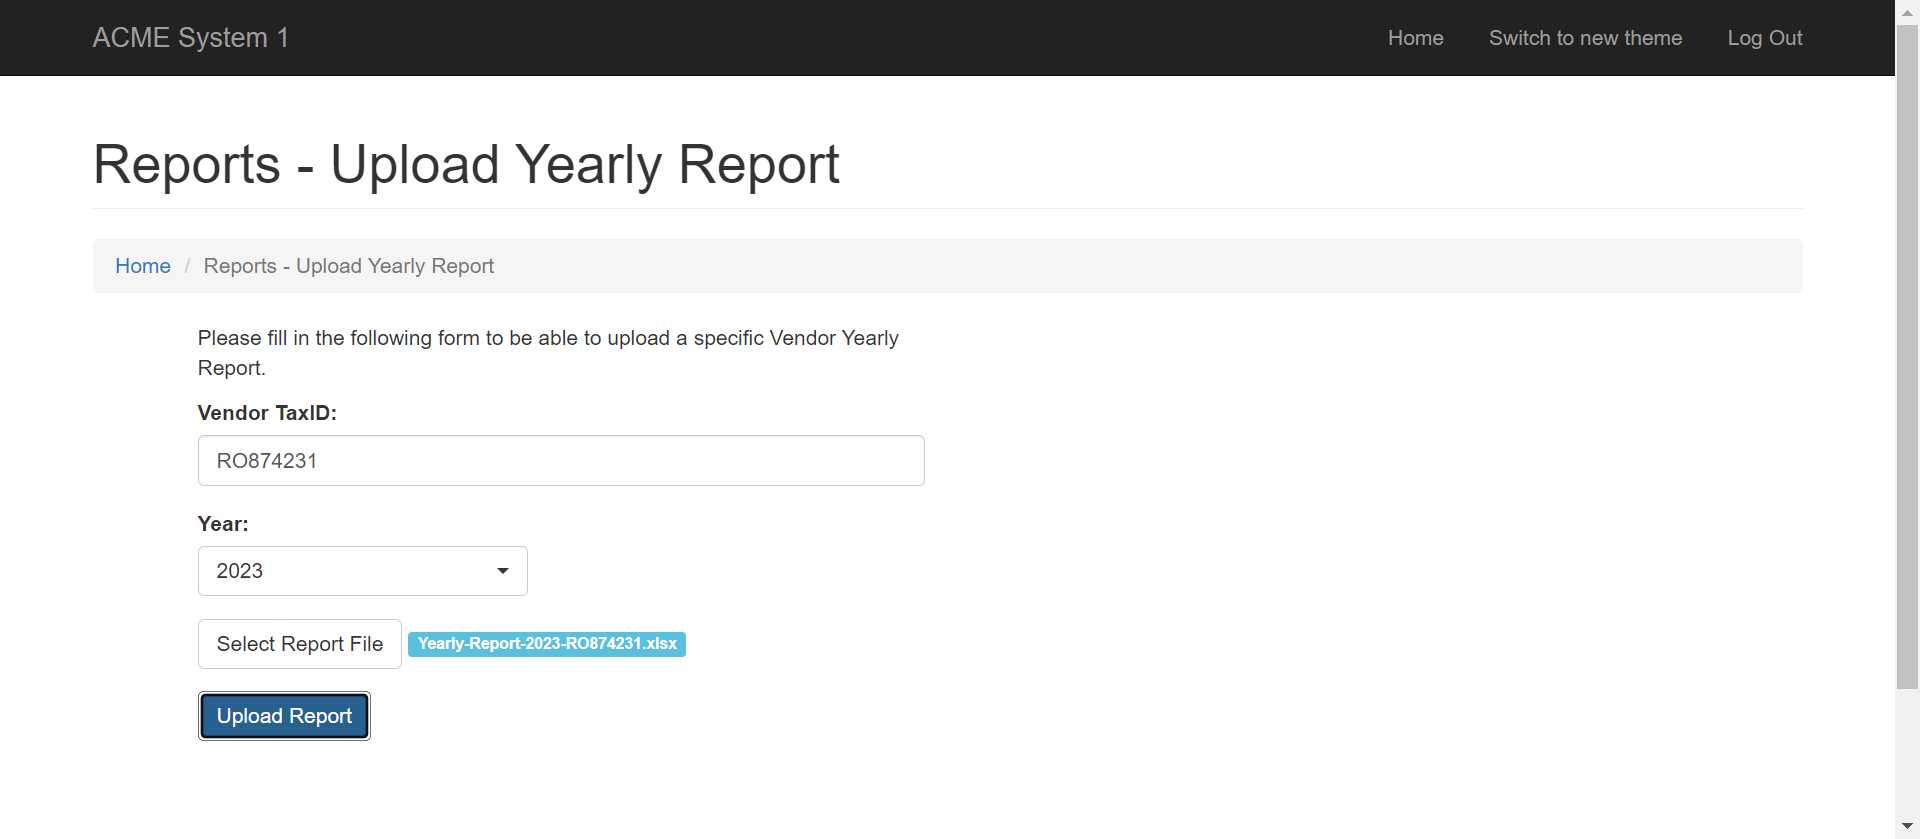 ACME System 1
Home
Switch to new theme
Log Out
Reports - Upload Yearly Report
Home / Reports - Upload Yearly Report
Please fill in the following form to be able to upload a specific Vendor Yearly
Report.
Vendor TaxID:
RO874231
Year:
2023
Select Report File
Yearly-Report-2023-RO874231.xlsx
Upload Report